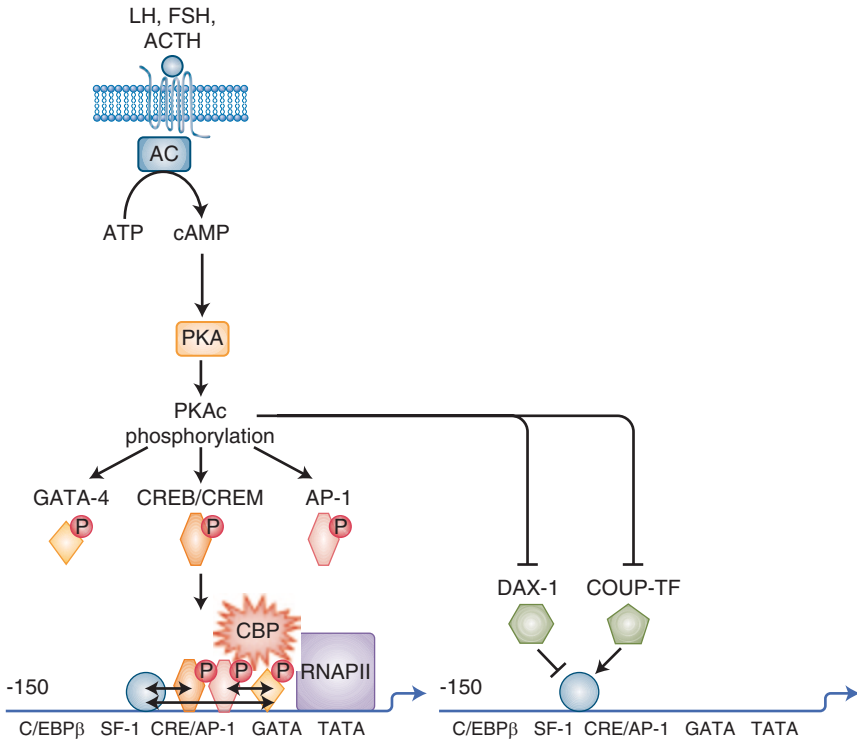 LH, FSH,
ACTH
AC
ATP cAMP
PKA
PKAc
phosphorylation
GATA-4 CREB/CREM AP-1
P P P
DAX-1 COUP-TF
CBP
P P P
RNAPII
-150
C/EBPβ SF-1 CRE/AP-1 GATA TATA
-150
C/EBPβ SF-1 CRE/AP-1 GATA TATA